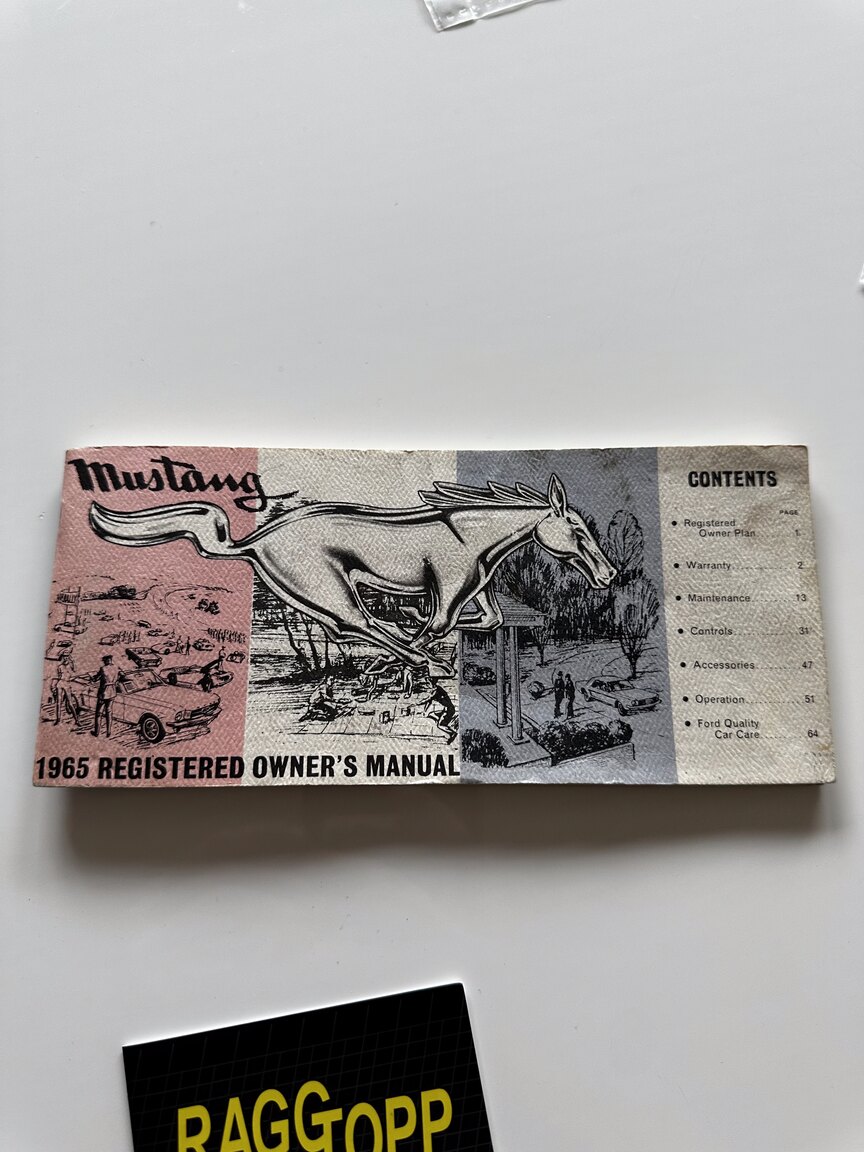 Mustang
1965 REGISTERED OWNER'S MANUAL
CONTENTS
PAGE
• Registered
Owner Plan......... 1
• Warranty............... 2
• Maintenance.......... 13
• Controls................ 31
• Accessories........... 47
• Operation............... 51
• Ford Quality
Car Care........... 64
RAGGTOPP